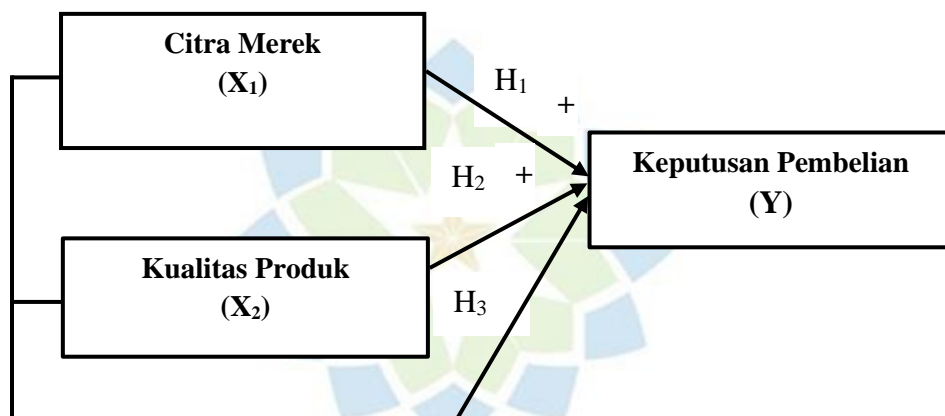 Citra Merek
(X₁)
H₁
+
Keputusan Pembelian
(Y)
H₂ +
Kualitas Produk
(X₂)
H₃